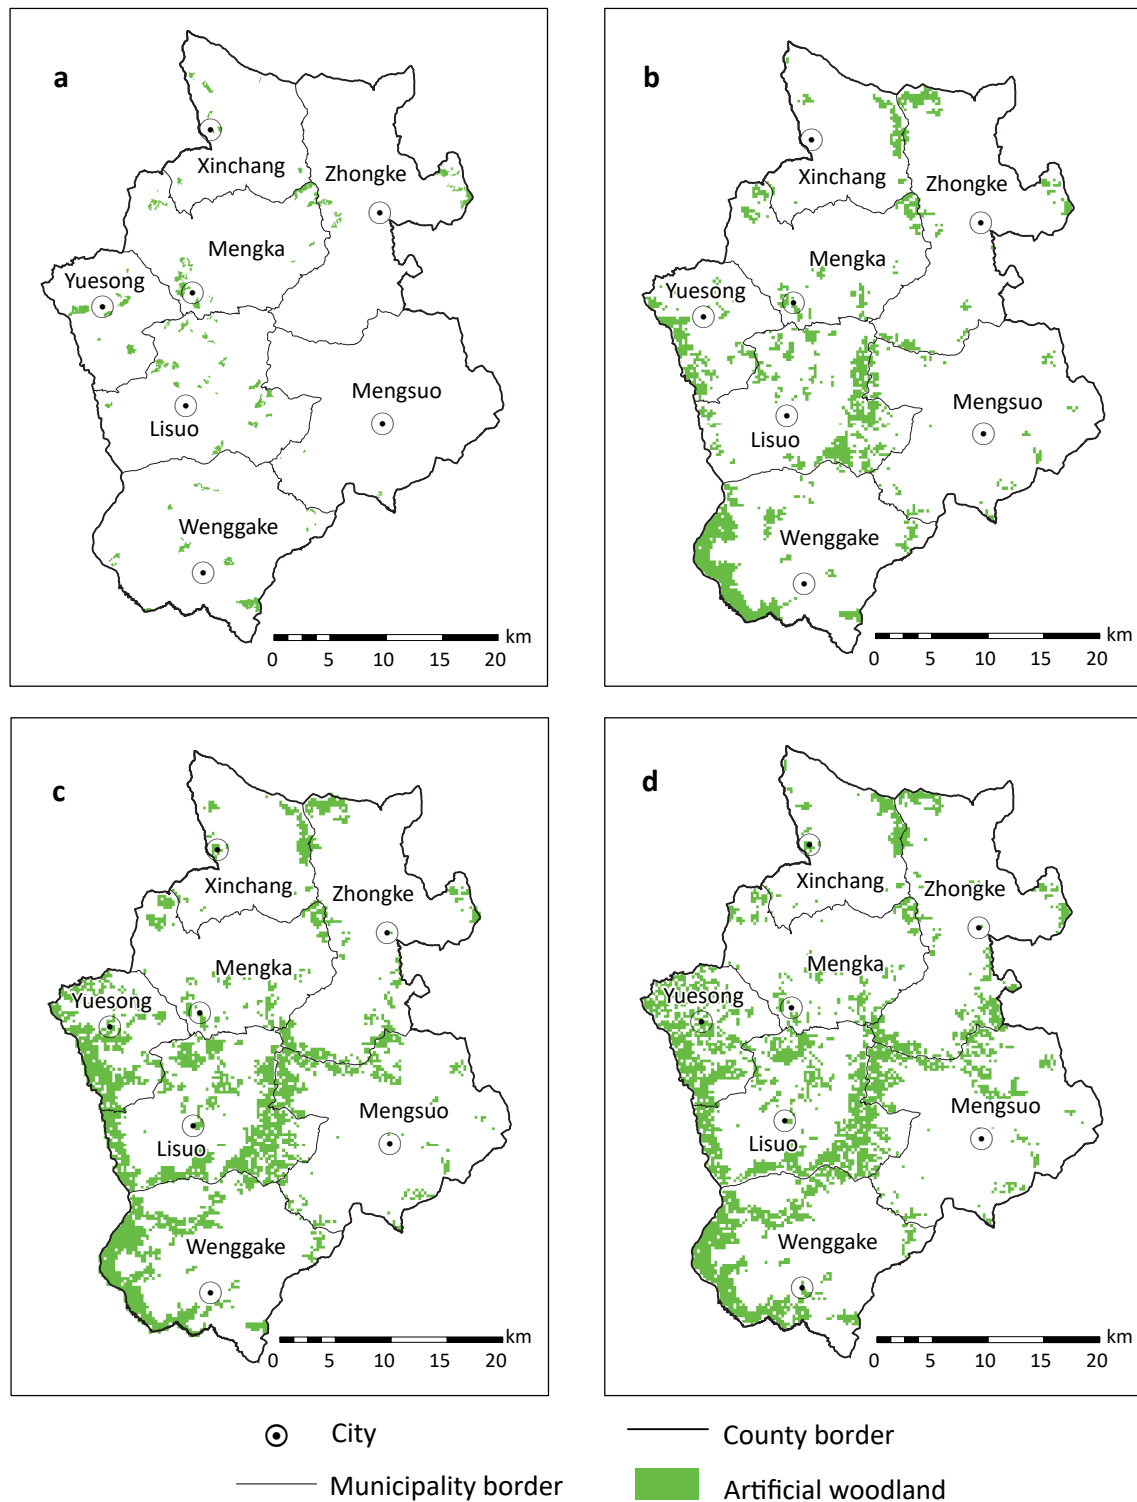 a
Xinchang
Zhongke
Mengka
Yuesong
Mengsuo
Lisuo
Wenggake
km
0 5 10 15 20
b
Xinchang
Zhongke
Mengka
Yuesong
Mengsuo
Lisuo
Wenggake
km
0 5 10 15 20
c
Xinchang
Zhongke
Mengka
Yuesong
Mengsuo
Lisuo
Wenggake
km
0 5 10 15 20
d
Xinchang
Zhongke
Mengka
Yuesong
Mengsuo
Lisuo
Wenggake
km
0 5 10 15 20
City
County border
Municipality border
Artificial woodland